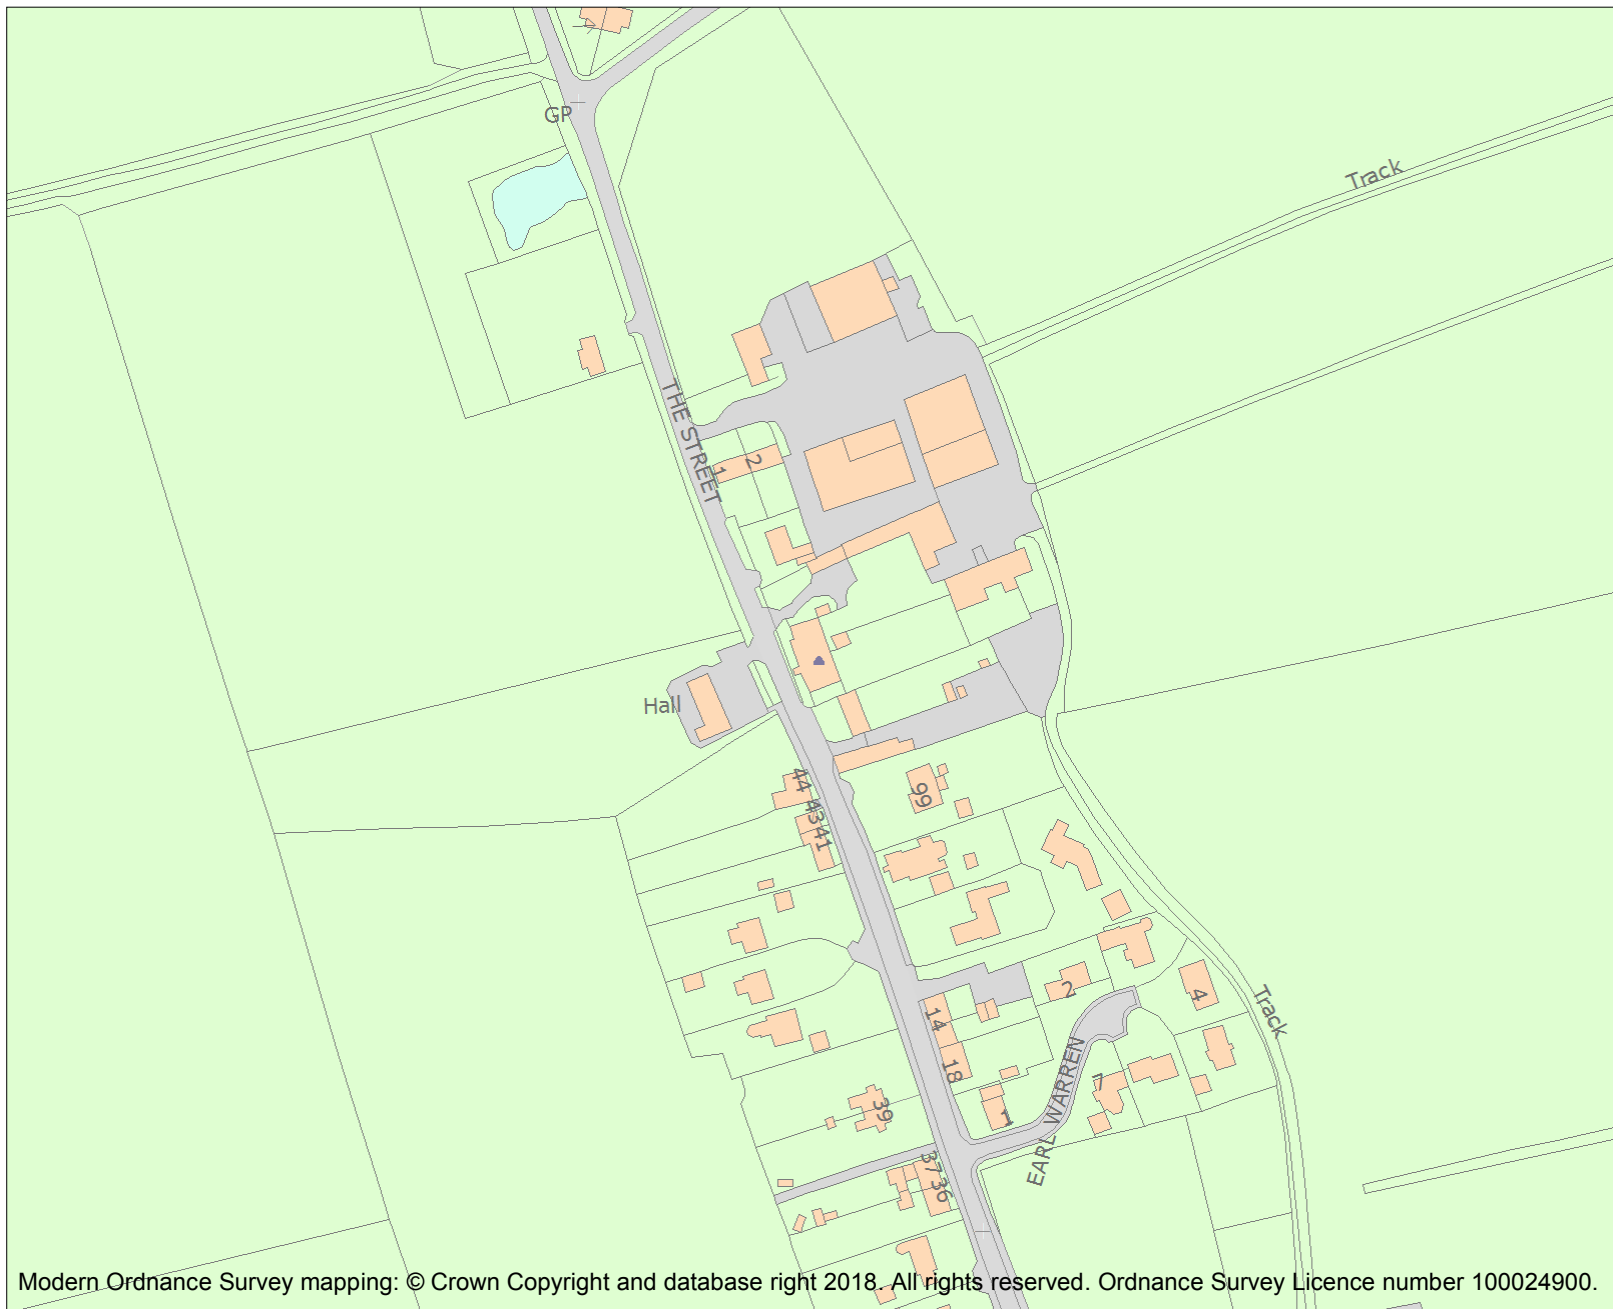 GP
Track
THE STREET
1
2
Hall
44
43
41
99
14
18
2
4
Track
EARL WARREN
7
1
39
37
36
Modern Ordnance Survey mapping: © Crown Copyright and database right 2018. All rights reserved. Ordnance Survey Licence number 100024900.